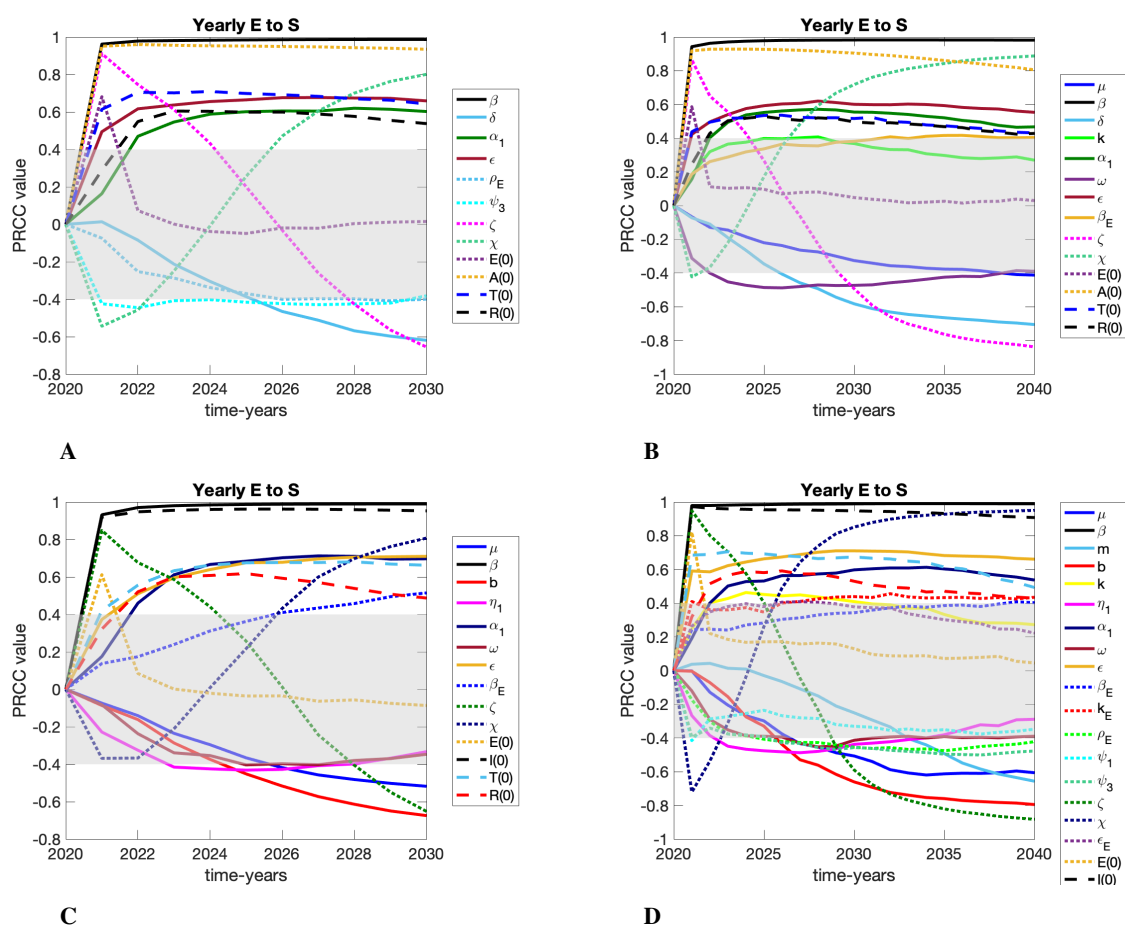 Yearly E to S
PRCC value
1
0.8
0.6
0.4
0.2
0
-0.2
-0.4
-0.6
-0.8
2020 2022 2024 2026 2028 2030
time-years
β
δ
α1
ϵ
ρE
ψ3
ζ
χ
E(0)
A(0)
T(0)
R(0)
A
Yearly E to S
PRCC value
1
0.8
0.6
0.4
0.2
0
-0.2
-0.4
-0.6
-0.8
-1
2020 2025 2030 2035 2040
time-years
μ
β
δ
k
α1
ω
ϵ
βE
ζ
χ
E(0)
A(0)
T(0)
R(0)
B
Yearly E to S
PRCC value
1
0.8
0.6
0.4
0.2
0
-0.2
-0.4
-0.6
-0.8
2020 2022 2024 2026 2028 2030
time-years
μ
β
b
η1
α1
ω
ϵ
βE
ζ
χ
E(0)
I(0)
T(0)
R(0)
C
Yearly E to S
PRCC value
1
0.8
0.6
0.4
0.2
0
-0.2
-0.4
-0.6
-0.8
-1
2020 2025 2030 2035 2040
time-years
μ
β
m
b
k
η1
α1
ω
ϵ
βE
kE
ρE
ψ1
ψ3
ζ
χ
ϵE
E(0)
I(0)
D